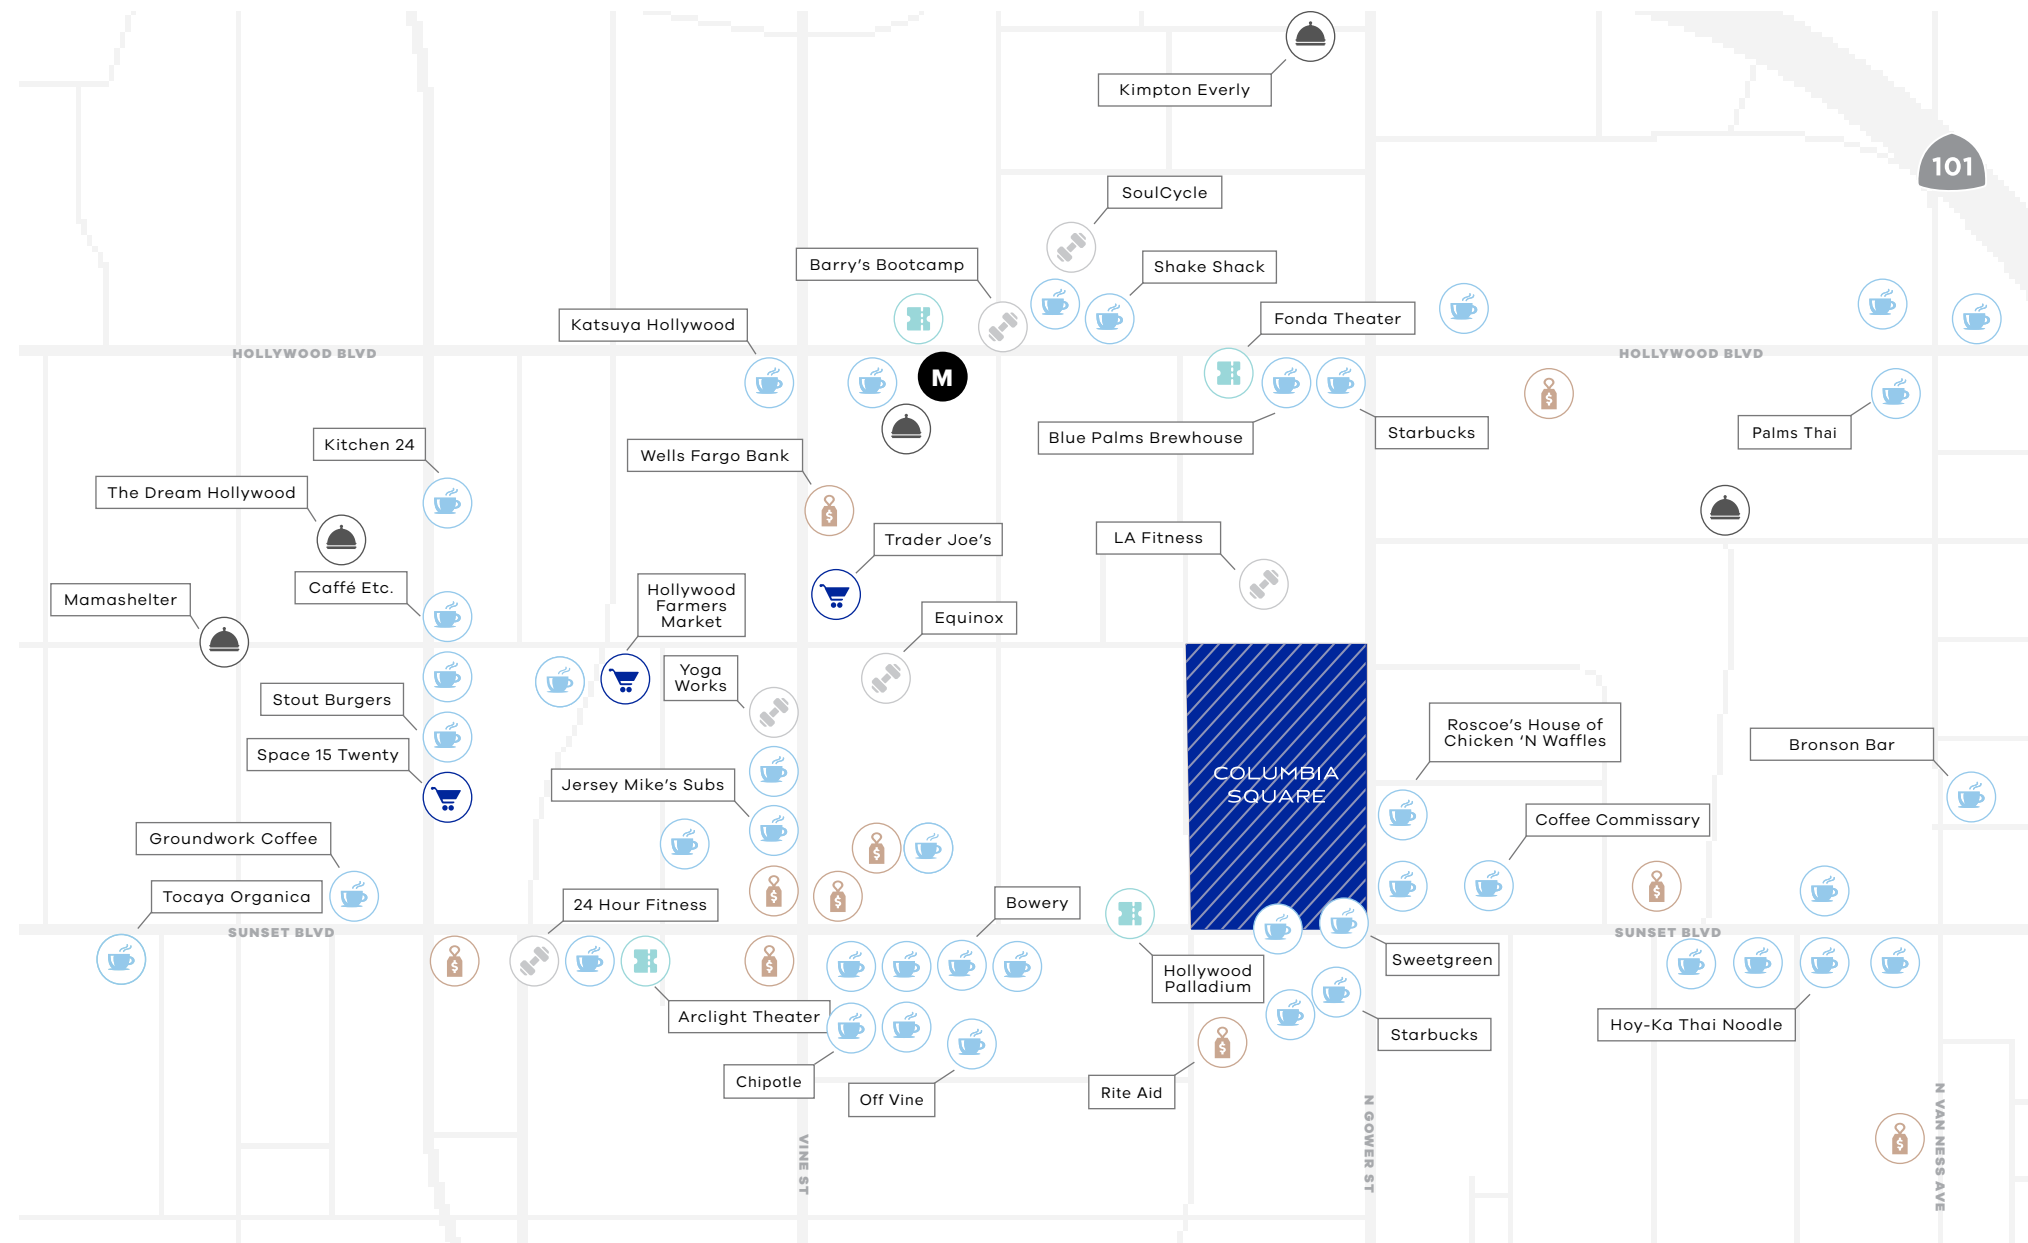 Kimpton Everly
101
SoulCycle
Barry's Bootcamp
Shake Shack
Katsuya Hollywood
Fonda Theater
HOLLYWOOD BLVD
HOLLYWOOD BLVD
M
Kitchen 24
Wells Fargo Bank
Blue Palms Brewhouse
Starbucks
Palms Thai
The Dream Hollywood
Trader Joe's
LA Fitness
Caffé Etc.
Mamashelter
Hollywood
Farmers
Market
Equinox
Yoga
Works
Stout Burgers
Space 15 Twenty
Roscoe's House of
Chicken 'N Waffles
Bronson Bar
Jersey Mike's Subs
COLUMBIA
SQUARE
Groundwork Coffee
Coffee Commissary
Tocaya Organica
24 Hour Fitness
Bowery
SUNSET BLVD
SUNSET BLVD
Hollywood
Palladium
Sweetgreen
Arclight Theater
Starbucks
Hoy-Ka Thai Noodle
Chipotle
Off Vine
Rite Aid
VINE ST
N GOWER ST
N VAN NESS AVE
$
$
$
$
$
$
$
$
$
$